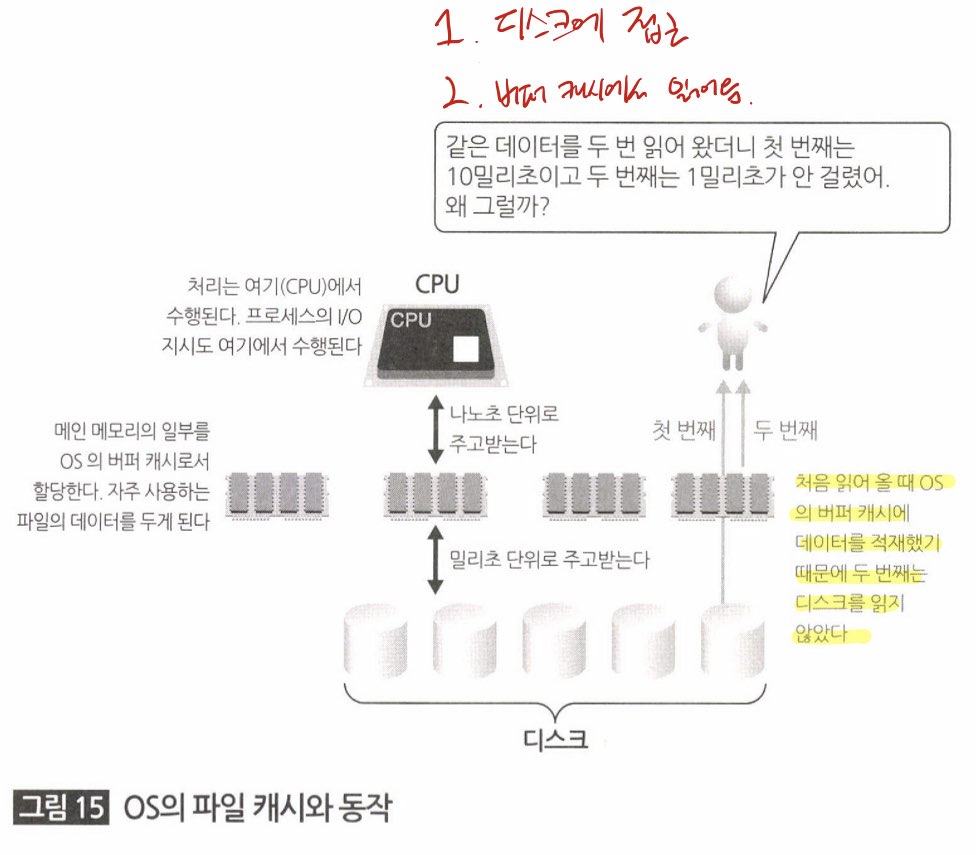 1. 디스크에 접근
2. 버퍼 캐시에서 읽어옴.
같은 데이터를 두 번 읽어 왔더니 첫 번째는
10밀리초이고 두 번째는 1밀리초가 안 걸렸어.
왜 그럴까?
처리는 여기(CPU)에서
수행된다. 프로세스의 I/O
지시도 여기에서 수행된다
CPU
CPU
나노초 단위로
주고받는다
첫 번째
두 번째
메인 메모리의 일부를
OS 의 버퍼 캐시로서
할당한다. 자주 사용하는
파일의 데이터를 두게 된다
처음 읽어 올 때 OS
의 버퍼 캐시에
데이터를 적재했기
때문에 두 번째는
디스크를 읽지
않았다
밀리초 단위로 주고받는다
디스크
그림 15 OS의 파일 캐시와 동작